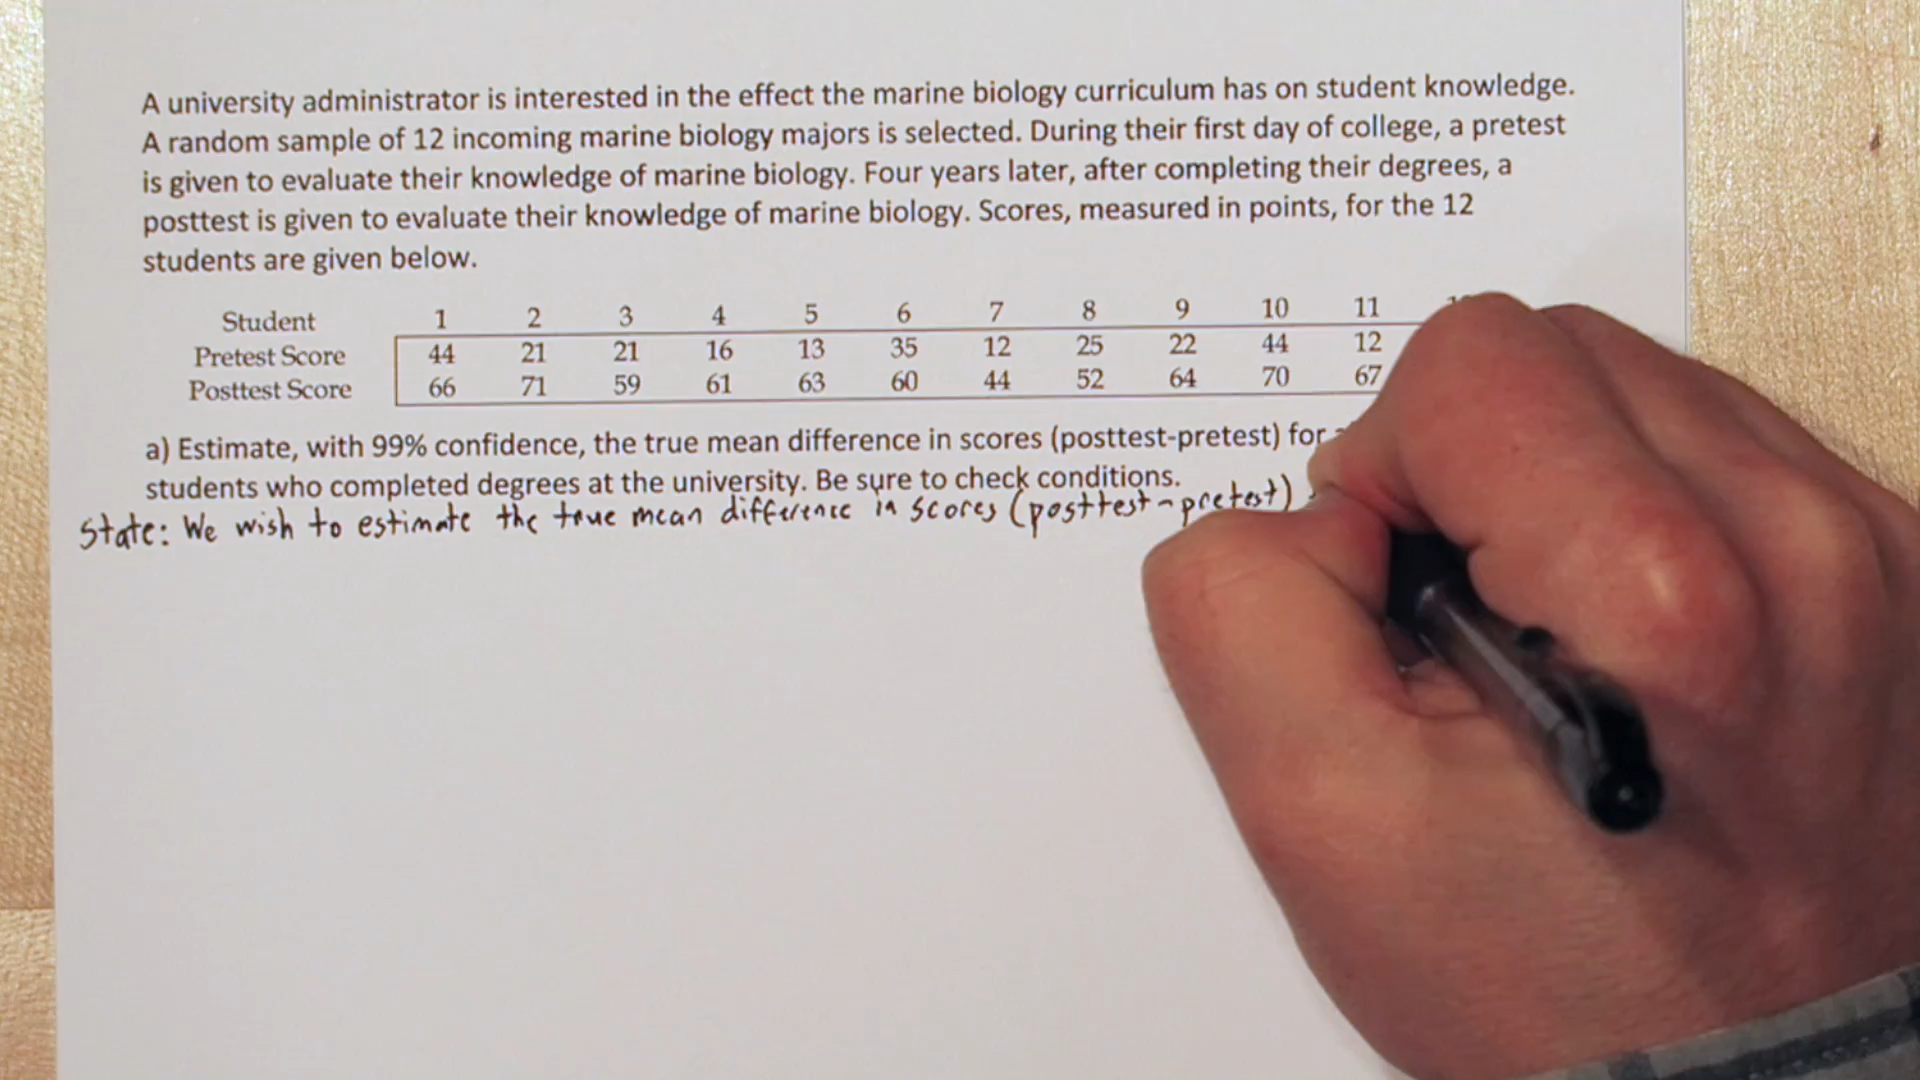 A university administrator is interested in the effect the marine biology curriculum has on student knowledge.
A random sample of 12 incoming marine biology majors is selected. During their first day of college, a pretest
is given to evaluate their knowledge of marine biology. Four years later, after completing their degrees, a
posttest is given to evaluate their knowledge of marine biology. Scores, measured in points, for the 12
students are given below.
Student 1 2 3 4 5 6 7 8 9 10 11
Pretest Score 44 21 21 16 13 35 12 25 22 44 12
Posttest Score 66 71 59 61 63 60 44 52 64 70 67
a) Estimate, with 99% confidence, the true mean difference in scores (posttest-pretest) for
students who completed degrees at the university. Be sure to check conditions.
State: We wish to estimate the true mean difference in scores (posttest-pretest)